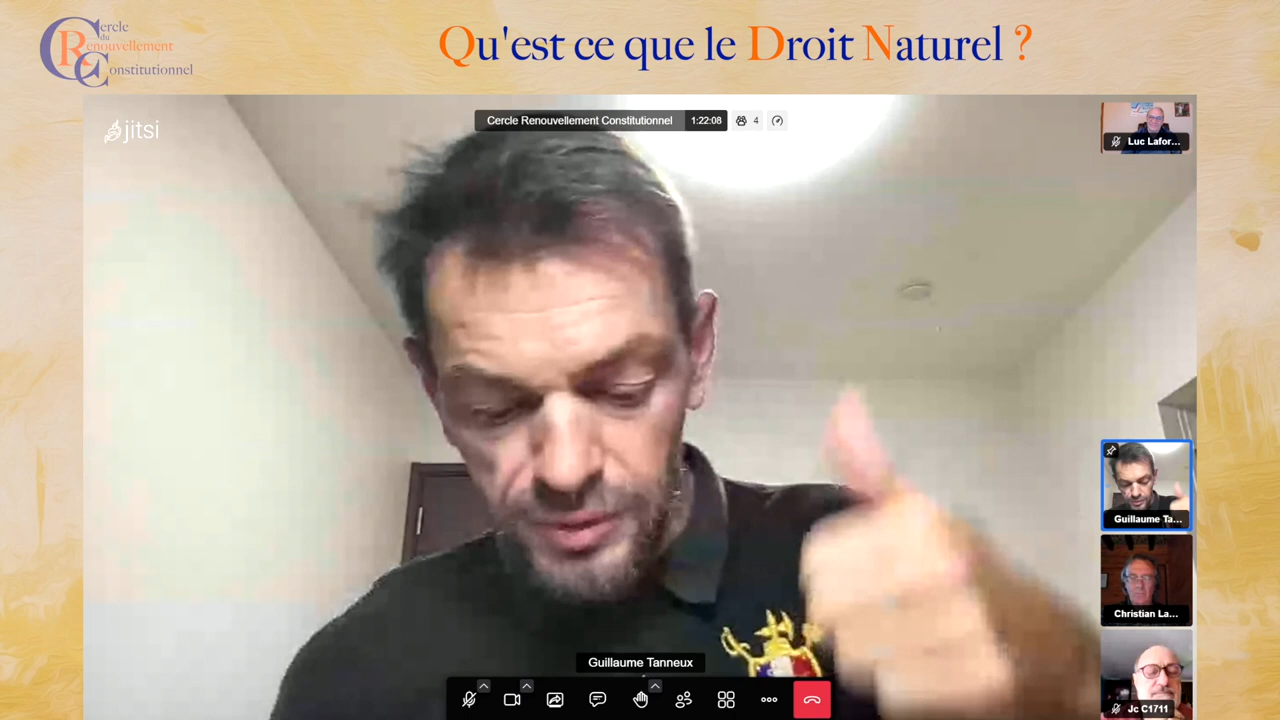 Cercle
du
Renouvellement
Constitutionnel
Qu'est ce que le Droit Naturel ?
jitsi
Cercle Renouvellement Constitutionnel 1:22:08 4
Luc Lafor...
Guillaume Ta...
Christian La...
Guillaume Tanneux
Jc C1711